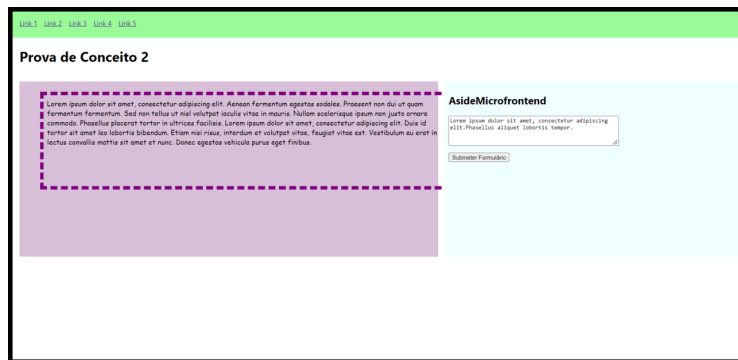 Link 1 Link 2 Link 3 Link 4 Link 5
Prova de Conceito 2
Lorem ipsum dolor sit amet, consectetur adipiscing elit. Aenean fermentum egestas sodales. Praesent non dui ut quam
fermentum fermentum. Sed non tellus ut nisl volutpat iaculis vitae in mauris. Nullam scelerisque ipsum non justo ornare
commodo. Phasellus placerat tortor in ultrices facilisis. Lorem ipsum dolor sit amet, consectetur adipiscing elit. Duis id
tortor sit amet leo lobortis bibendum. Etiam nisi risus, interdum et volutpat vitae, feugiat vitae est. Vestibulum eu erat in
lectus convallis mattis sit amet et nunc. Donec egestas vehicula purus eget finibus.
AsideMicrofrontend
Lorem ipsum dolor sit amet, consectetur adipiscing
elit.Phasellus aliquet lobortis tempor.
Submeter Formulário